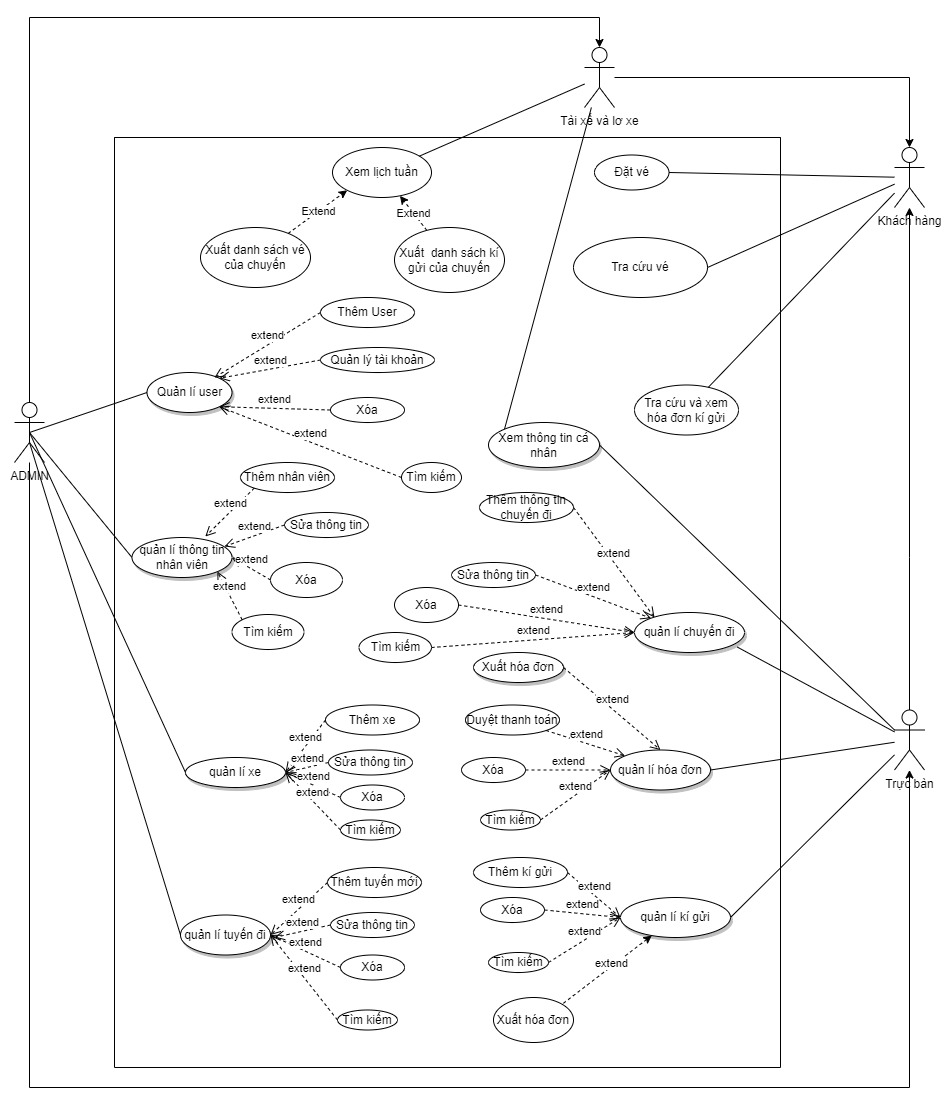 Tài xế và lơ xe
Xem lịch tuần
Đặt vé
Extend
Extend
Khách hàng
Xuất danh sách vé
của chuyến
Xuất  danh sách kí
gửi của chuyến
Tra cứu vé
Thêm User
extend
Quản lý tài khoản
extend
Quản lí user
extend
Xóa
Tra cứu và xem
hóa đơn kí gửi
extend
Xem thông tin cá
nhân
ADMIN
Thêm nhân viên
Tìm kiếm
extend
Thêm thông tin
chuyến đi
extend
Sửa thông tin
quản lí thông tin
nhân viên
extend
extend
Xóa
extend
Sửa thông tin
extend
Xóa
extend
Tìm kiếm
extend
quản lí chuyến đi
Tìm kiếm
Xuất hóa đơn
extend
Thêm xe
Duyệt thanh toán
extend
extend
extend
Sửa thông tin
quản lí xe
extend
Xóa
extend
Xóa
extend
quản lí hóa đơn
extend
Trực bàn
Tìm kiếm
Tìm kiếm
Thêm kí gửi
Thêm tuyến mới
extend
extend
Xóa
extend
quản lí kí gửi
extend
Sửa thông tin
quản lí tuyến đi
extend
extend
Xóa
extend
Tìm kiếm
extend
Tìm kiếm
Xuất hóa đơn